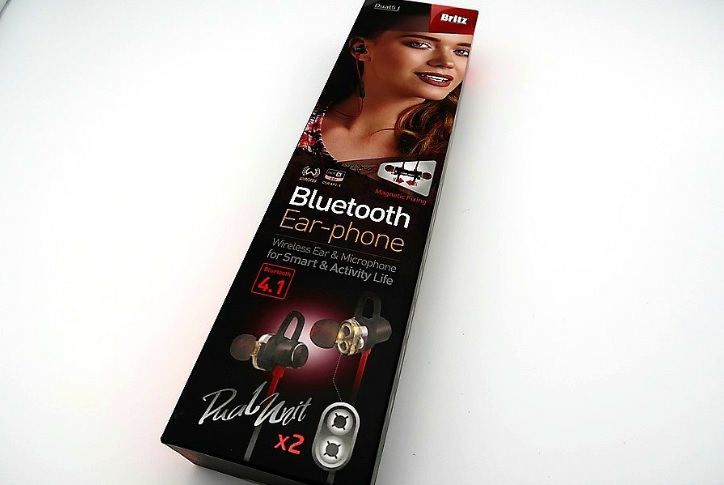 Dual5
Britz
Magnetic Fixing
Bluetooth
Ear-phone
Wireless Ear & Microphone
for Smart & Activity Life
Bluetooth
4.1
Dual Unit
x2